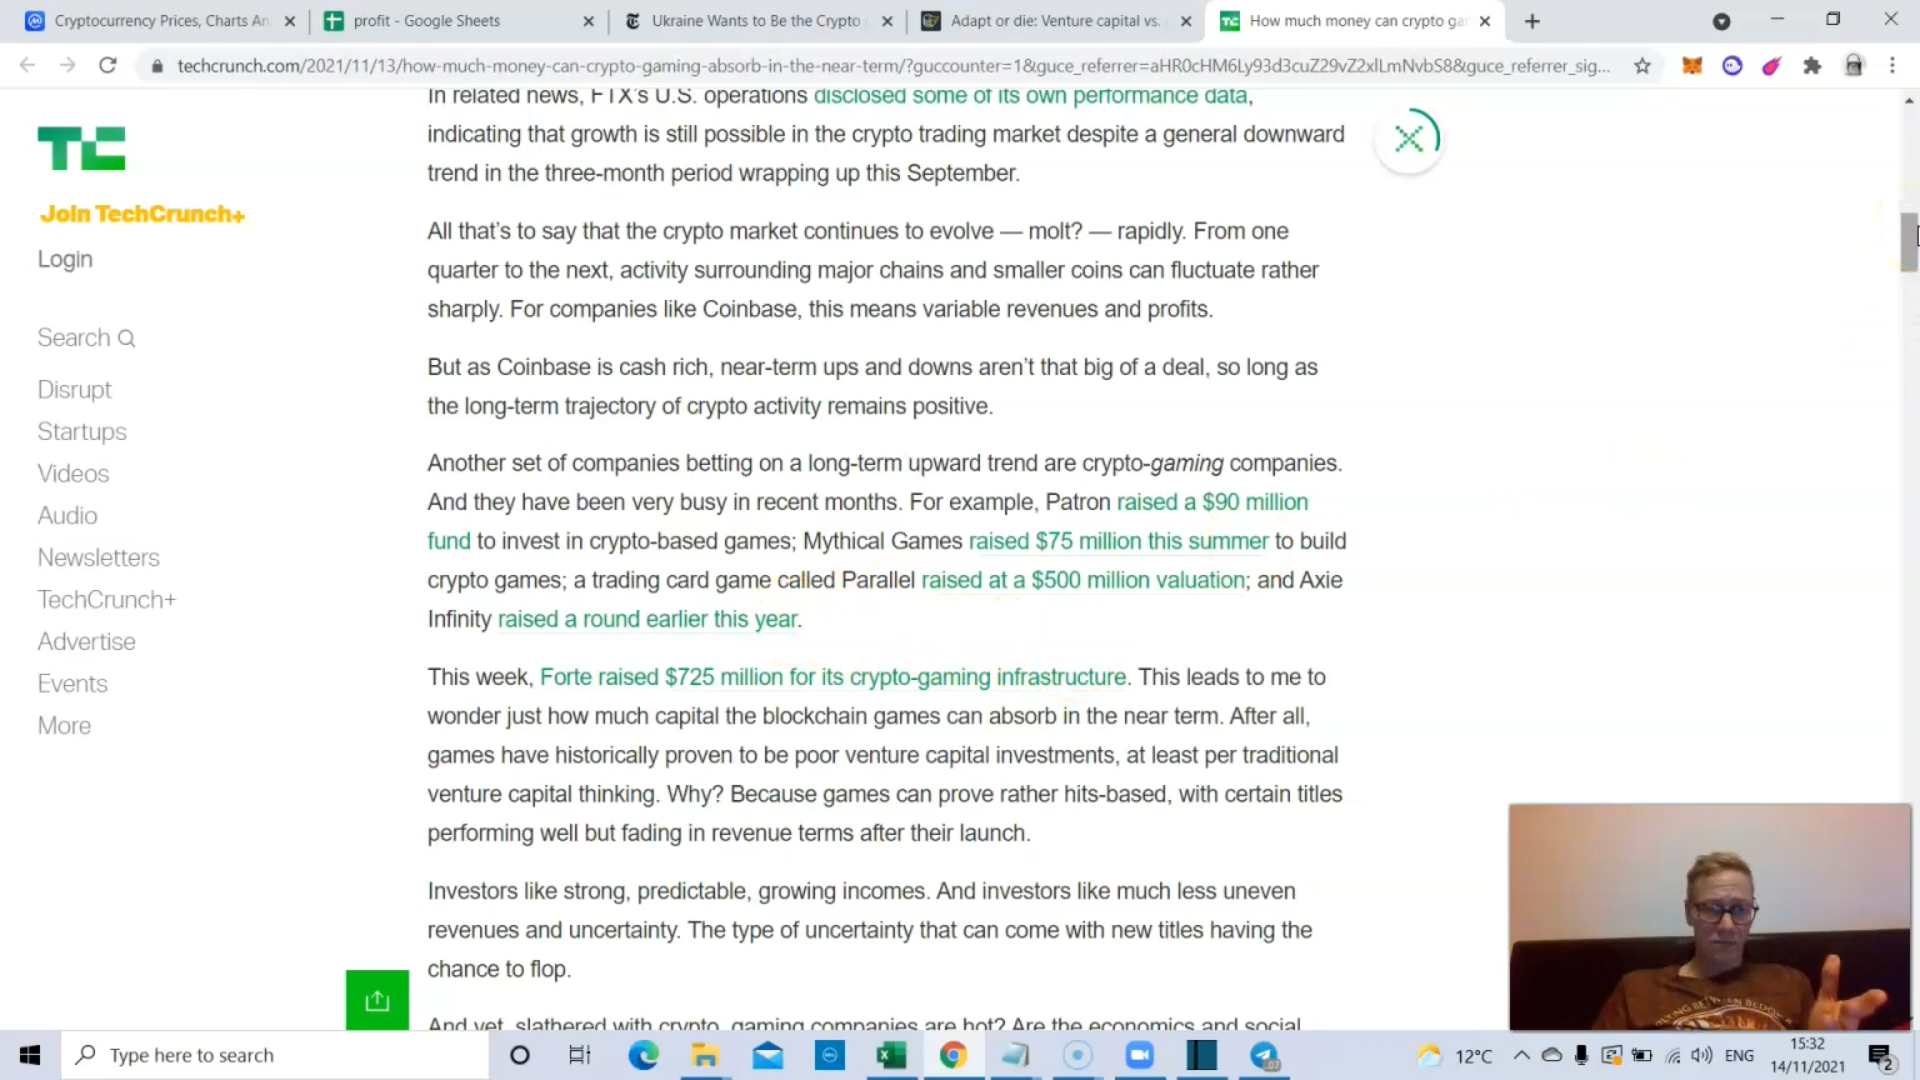 Cryptocurrency Prices, Charts An
profit - Google Sheets
Ukraine Wants to Be the Crypto
Adapt or die: Venture capital vs.
How much money can crypto ga
techcrunch.com/2021/11/13/how-much-money-can-crypto-gaming-absorb-in-the-near-term/?guccounter=1&guce_referrer=aHR0cHM6Ly93d3cuZ29vZ2xlLmNvbS8&guce_referrer_sig...
TC
Join TechCrunch+
Login
Search
Disrupt
Startups
Videos
Audio
Newsletters
TechCrunch+
Advertise
Events
More
In related news, FTX's U.S. operations disclosed some of its own performance data,
indicating that growth is still possible in the crypto trading market despite a general downward
trend in the three-month period wrapping up this September.
All that's to say that the crypto market continues to evolve — molt? — rapidly. From one
quarter to the next, activity surrounding major chains and smaller coins can fluctuate rather
sharply. For companies like Coinbase, this means variable revenues and profits.
But as Coinbase is cash rich, near-term ups and downs aren't that big of a deal, so long as
the long-term trajectory of crypto activity remains positive.
Another set of companies betting on a long-term upward trend are crypto-gaming companies.
And they have been very busy in recent months. For example, Patron raised a $90 million
fund to invest in crypto-based games; Mythical Games raised $75 million this summer to build
crypto games; a trading card game called Parallel raised at a $500 million valuation; and Axie
Infinity raised a round earlier this year.
This week, Forte raised $725 million for its crypto-gaming infrastructure. This leads to me to
wonder just how much capital the blockchain games can absorb in the near term. After all,
games have historically proven to be poor venture capital investments, at least per traditional
venture capital thinking. Why? Because games can prove rather hits-based, with certain titles
performing well but fading in revenue terms after their launch.
Investors like strong, predictable, growing incomes. And investors like much less uneven
revenues and uncertainty. The type of uncertainty that can come with new titles having the
chance to flop.
And yet, slathered with crypto, gaming companies are hot? Are the economics and social
Type here to search
12°C
ENG
15:32
14/11/2021
2